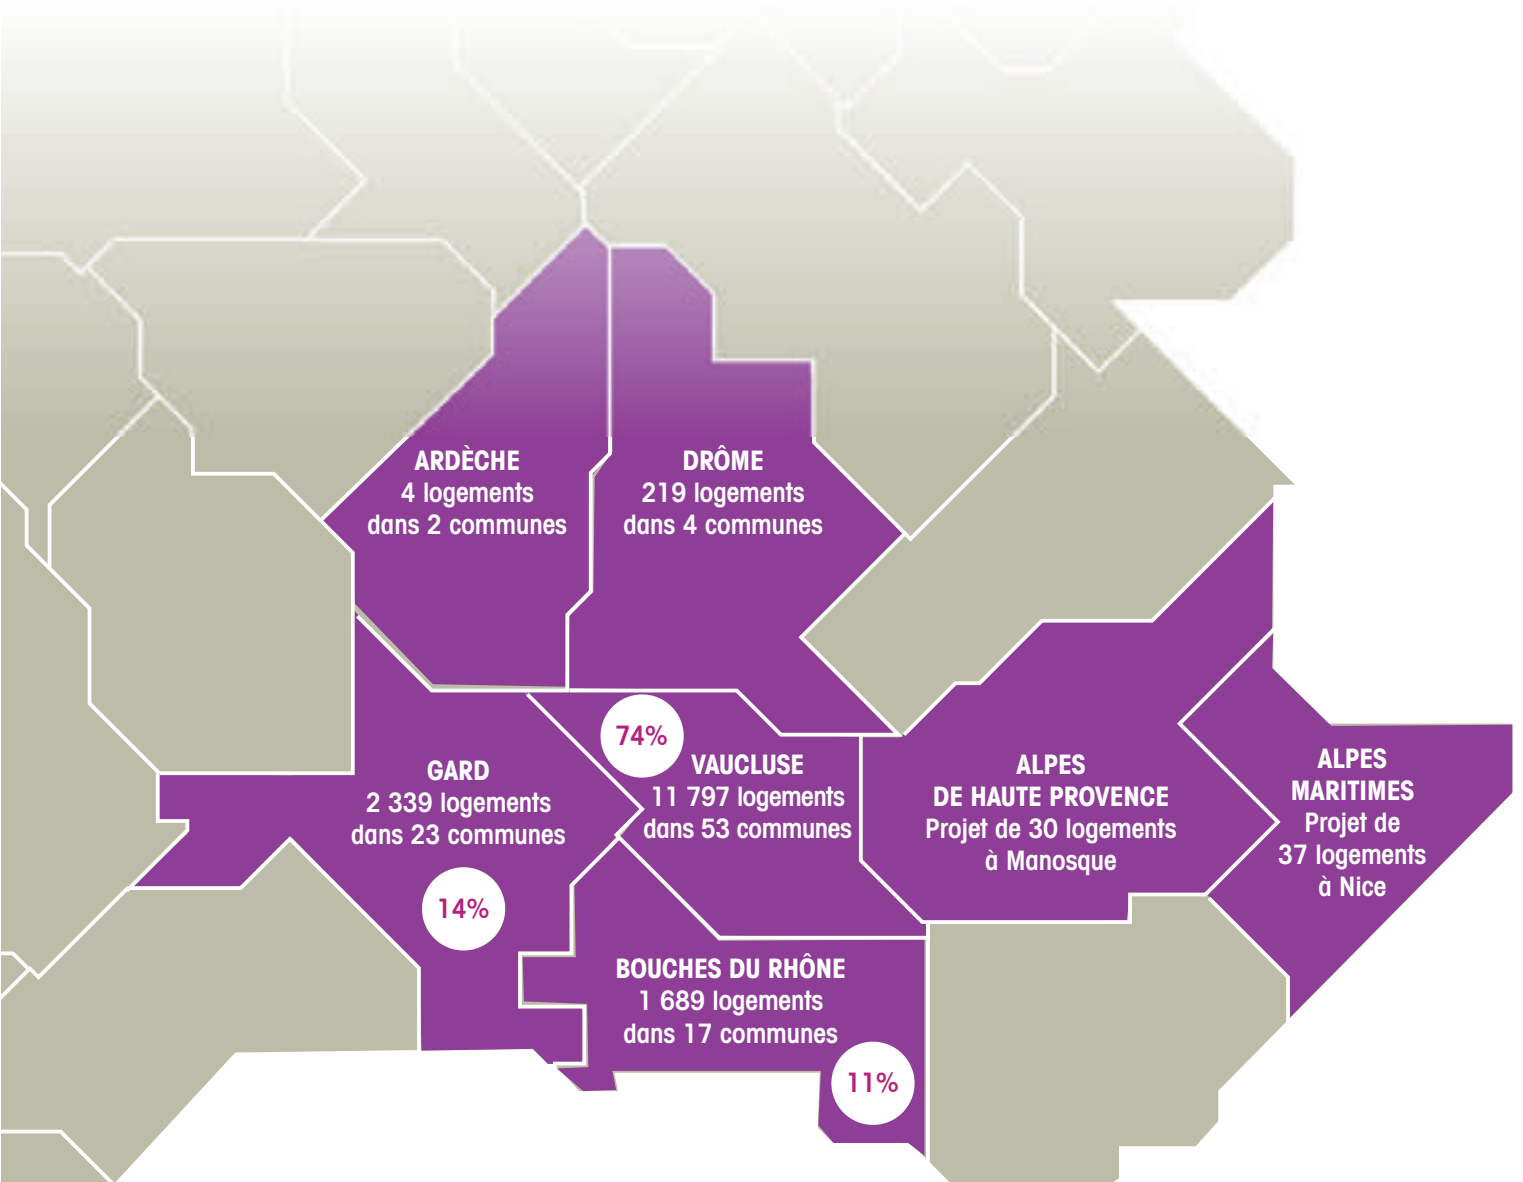 ARDÈCHE
4 logements
dans 2 communes
DRÔME
219 logements
dans 4 communes
74%
VAUCLUSE
11 797 logements
dans 53 communes
GARD
2 339 logements
dans 23 communes
14%
ALPES
DE HAUTE PROVENCE
Projet de 30 logements
à Manosque
ALPES
MARITIMES
Projet de
37 logements
à Nice
BOUCHES DU RHÔNE
1 689 logements
dans 17 communes
11%